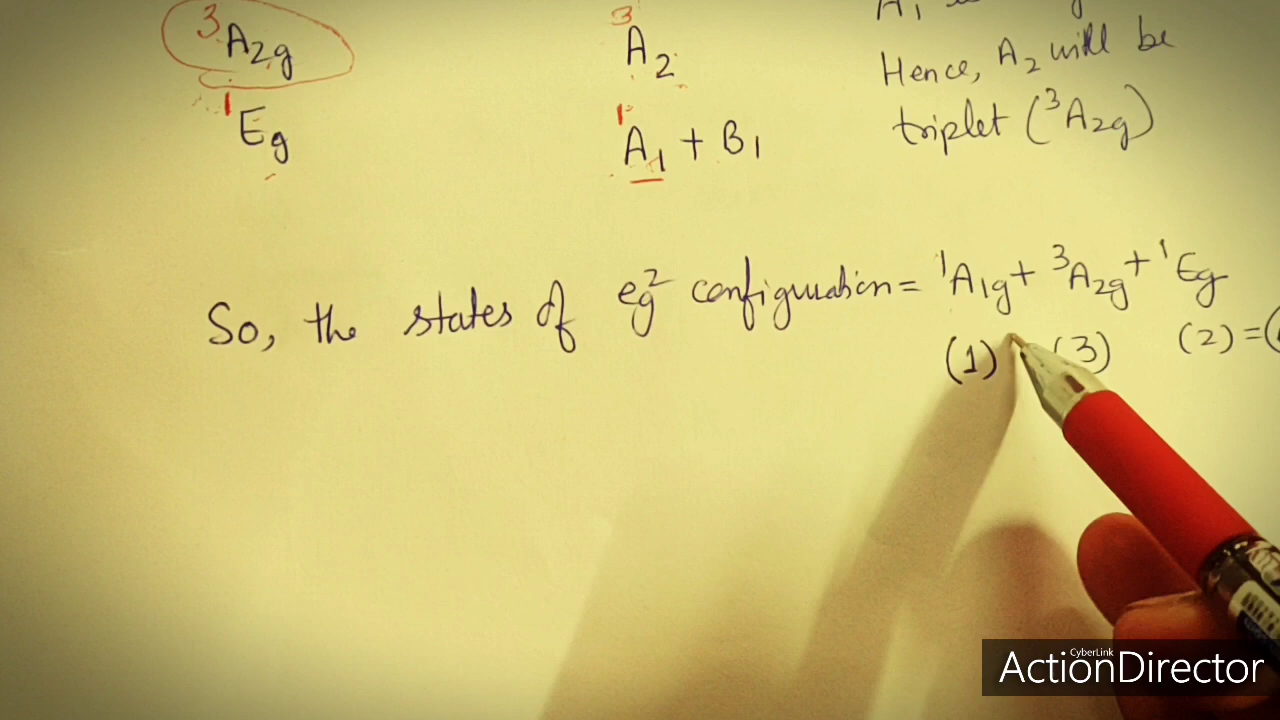 ³A₂g
³A₂
Hence, A₂ will be
triplet (³A₂g)
¹Eg
¹A₁ + B₁
So, the states of eg² configuration = ¹A₁g + ³A₂g + ¹Eg
(1) (3) (2) =
CyberLink
ActionDirector